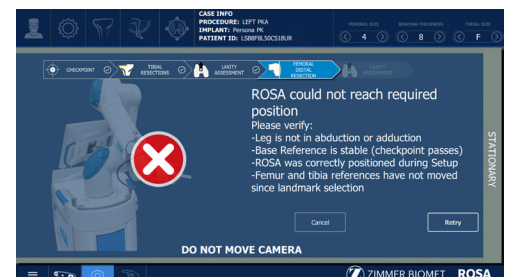 CASE INFO
PROCEDURE: LEFT PKA
IMPLANT: Persona PK
PATIENT ID: LSB8FBL50CS18UR
FEMORAL SIZE
4
BEARING THICKNESS
8
TIBIAL SIZE
F
CHECKPOINT
TIBIAL RESECTIONS
LAXITY ASSESSMENT
FEMORAL DISTAL RESECTION
LAXITY ASSESSMENT
ROSA could not reach required
position
Please verify:
-Leg is not in abduction or adduction
-Base Reference is stable (checkpoint passes)
-ROSA was correctly positioned during Setup
-Femur and tibia references have not moved
since landmark selection
STATIONARY
Cancel
Retry
DO NOT MOVE CAMERA
ZIMMER BIOMET
ROSA